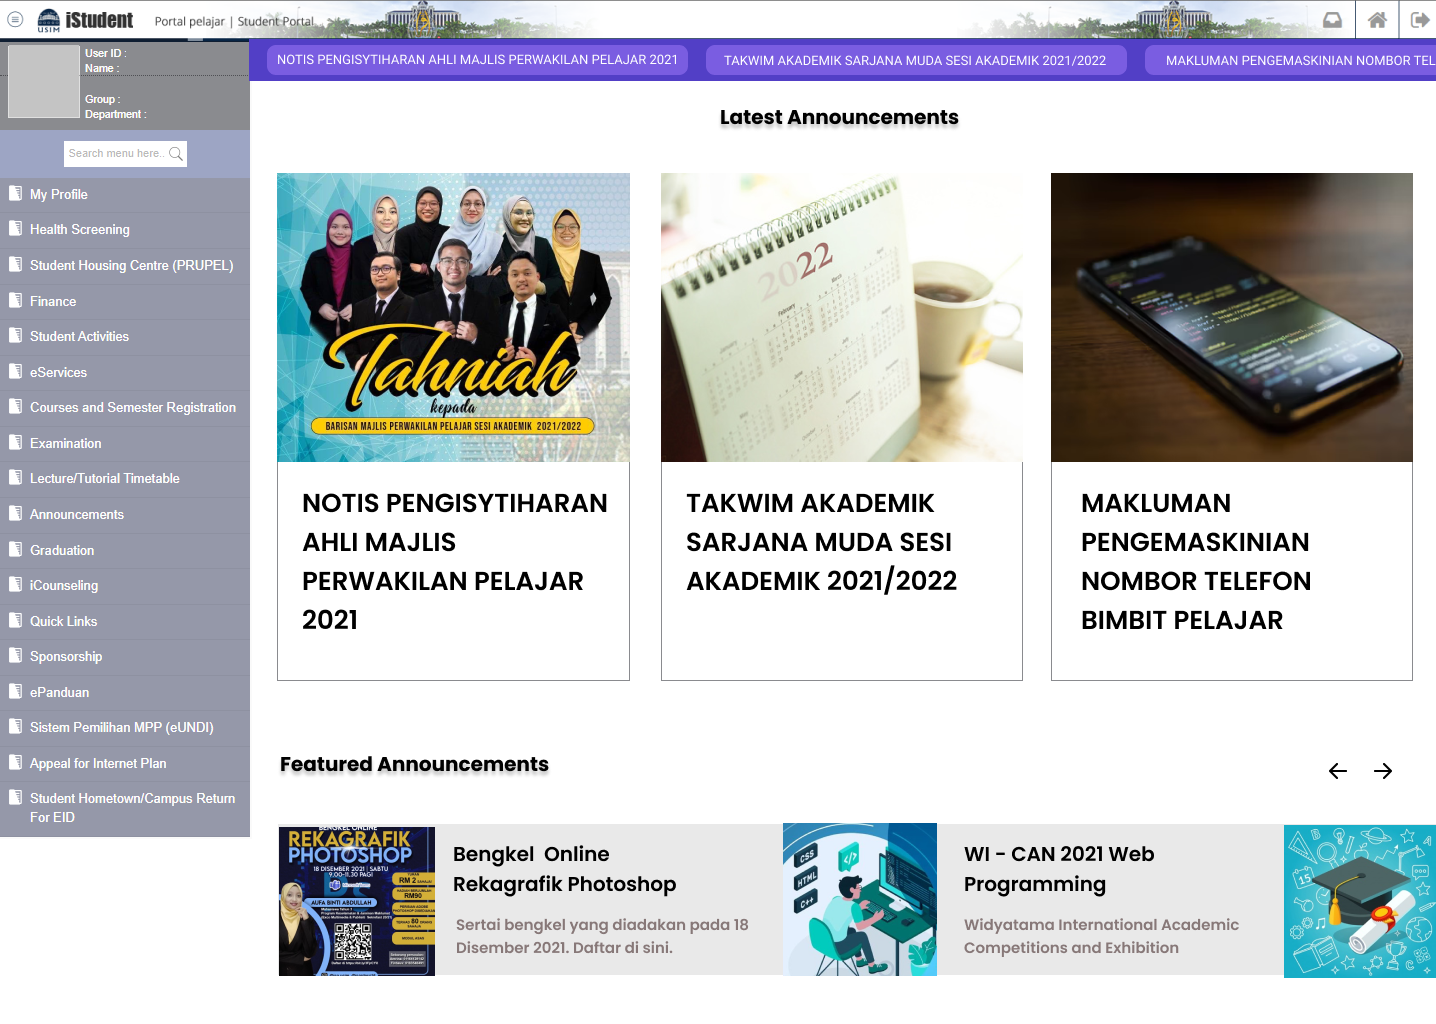 iStudent
USIM
Portal pelajar | Student Portal
User ID :
Name :
Group :
Department :
Search menu here..
My Profile
Health Screening
Student Housing Centre (PRUPEL)
Finance
Student Activities
eServices
Courses and Semester Registration
Examination
Lecture/Tutorial Timetable
Announcements
Graduation
iCounseling
Quick Links
Sponsorship
ePanduan
Sistem Pemilihan MPP (eUNDI)
Appeal for Internet Plan
Student Hometown/Campus Return
For EID
NOTIS PENGISYTIHARAN AHLI MAJLIS PERWAKILAN PELAJAR 2021
TAKWIM AKADEMIK SARJANA MUDA SESI AKADEMIK 2021/2022
MAKLUMAN PENGEMASKINIAN NOMBOR TEL
Latest Announcements
Tahniah
kepada
BARISAN MAJLIS PERWAKILAN PELAJAR SESI AKADEMIK 2021/2022
2022
NOTIS PENGISYTIHARAN
AHLI MAJLIS
PERWAKILAN PELAJAR
2021
TAKWIM AKADEMIK
SARJANA MUDA SESI
AKADEMIK 2021/2022
MAKLUMAN
PENGEMASKINIAN
NOMBOR TELEFON
BIMBIT PELAJAR
Featured Announcements
BENGKEL ONLINE
REKAGRAFIK
PHOTOSHOP
18 DISEMBER 2021 | SABTU
9.00-11.30 PAGI
RM 2
RM90
AUFA BINTI ABDULLAH
Bengkel Online
Rekagrafik Photoshop
Sertai bengkel yang diadakan pada 18
Disember 2021. Daftar di sini.
CSS
HTML
C++
</>
WI - CAN 2021 Web
Programming
Widyatama International Academic
Competitions and Exhibition